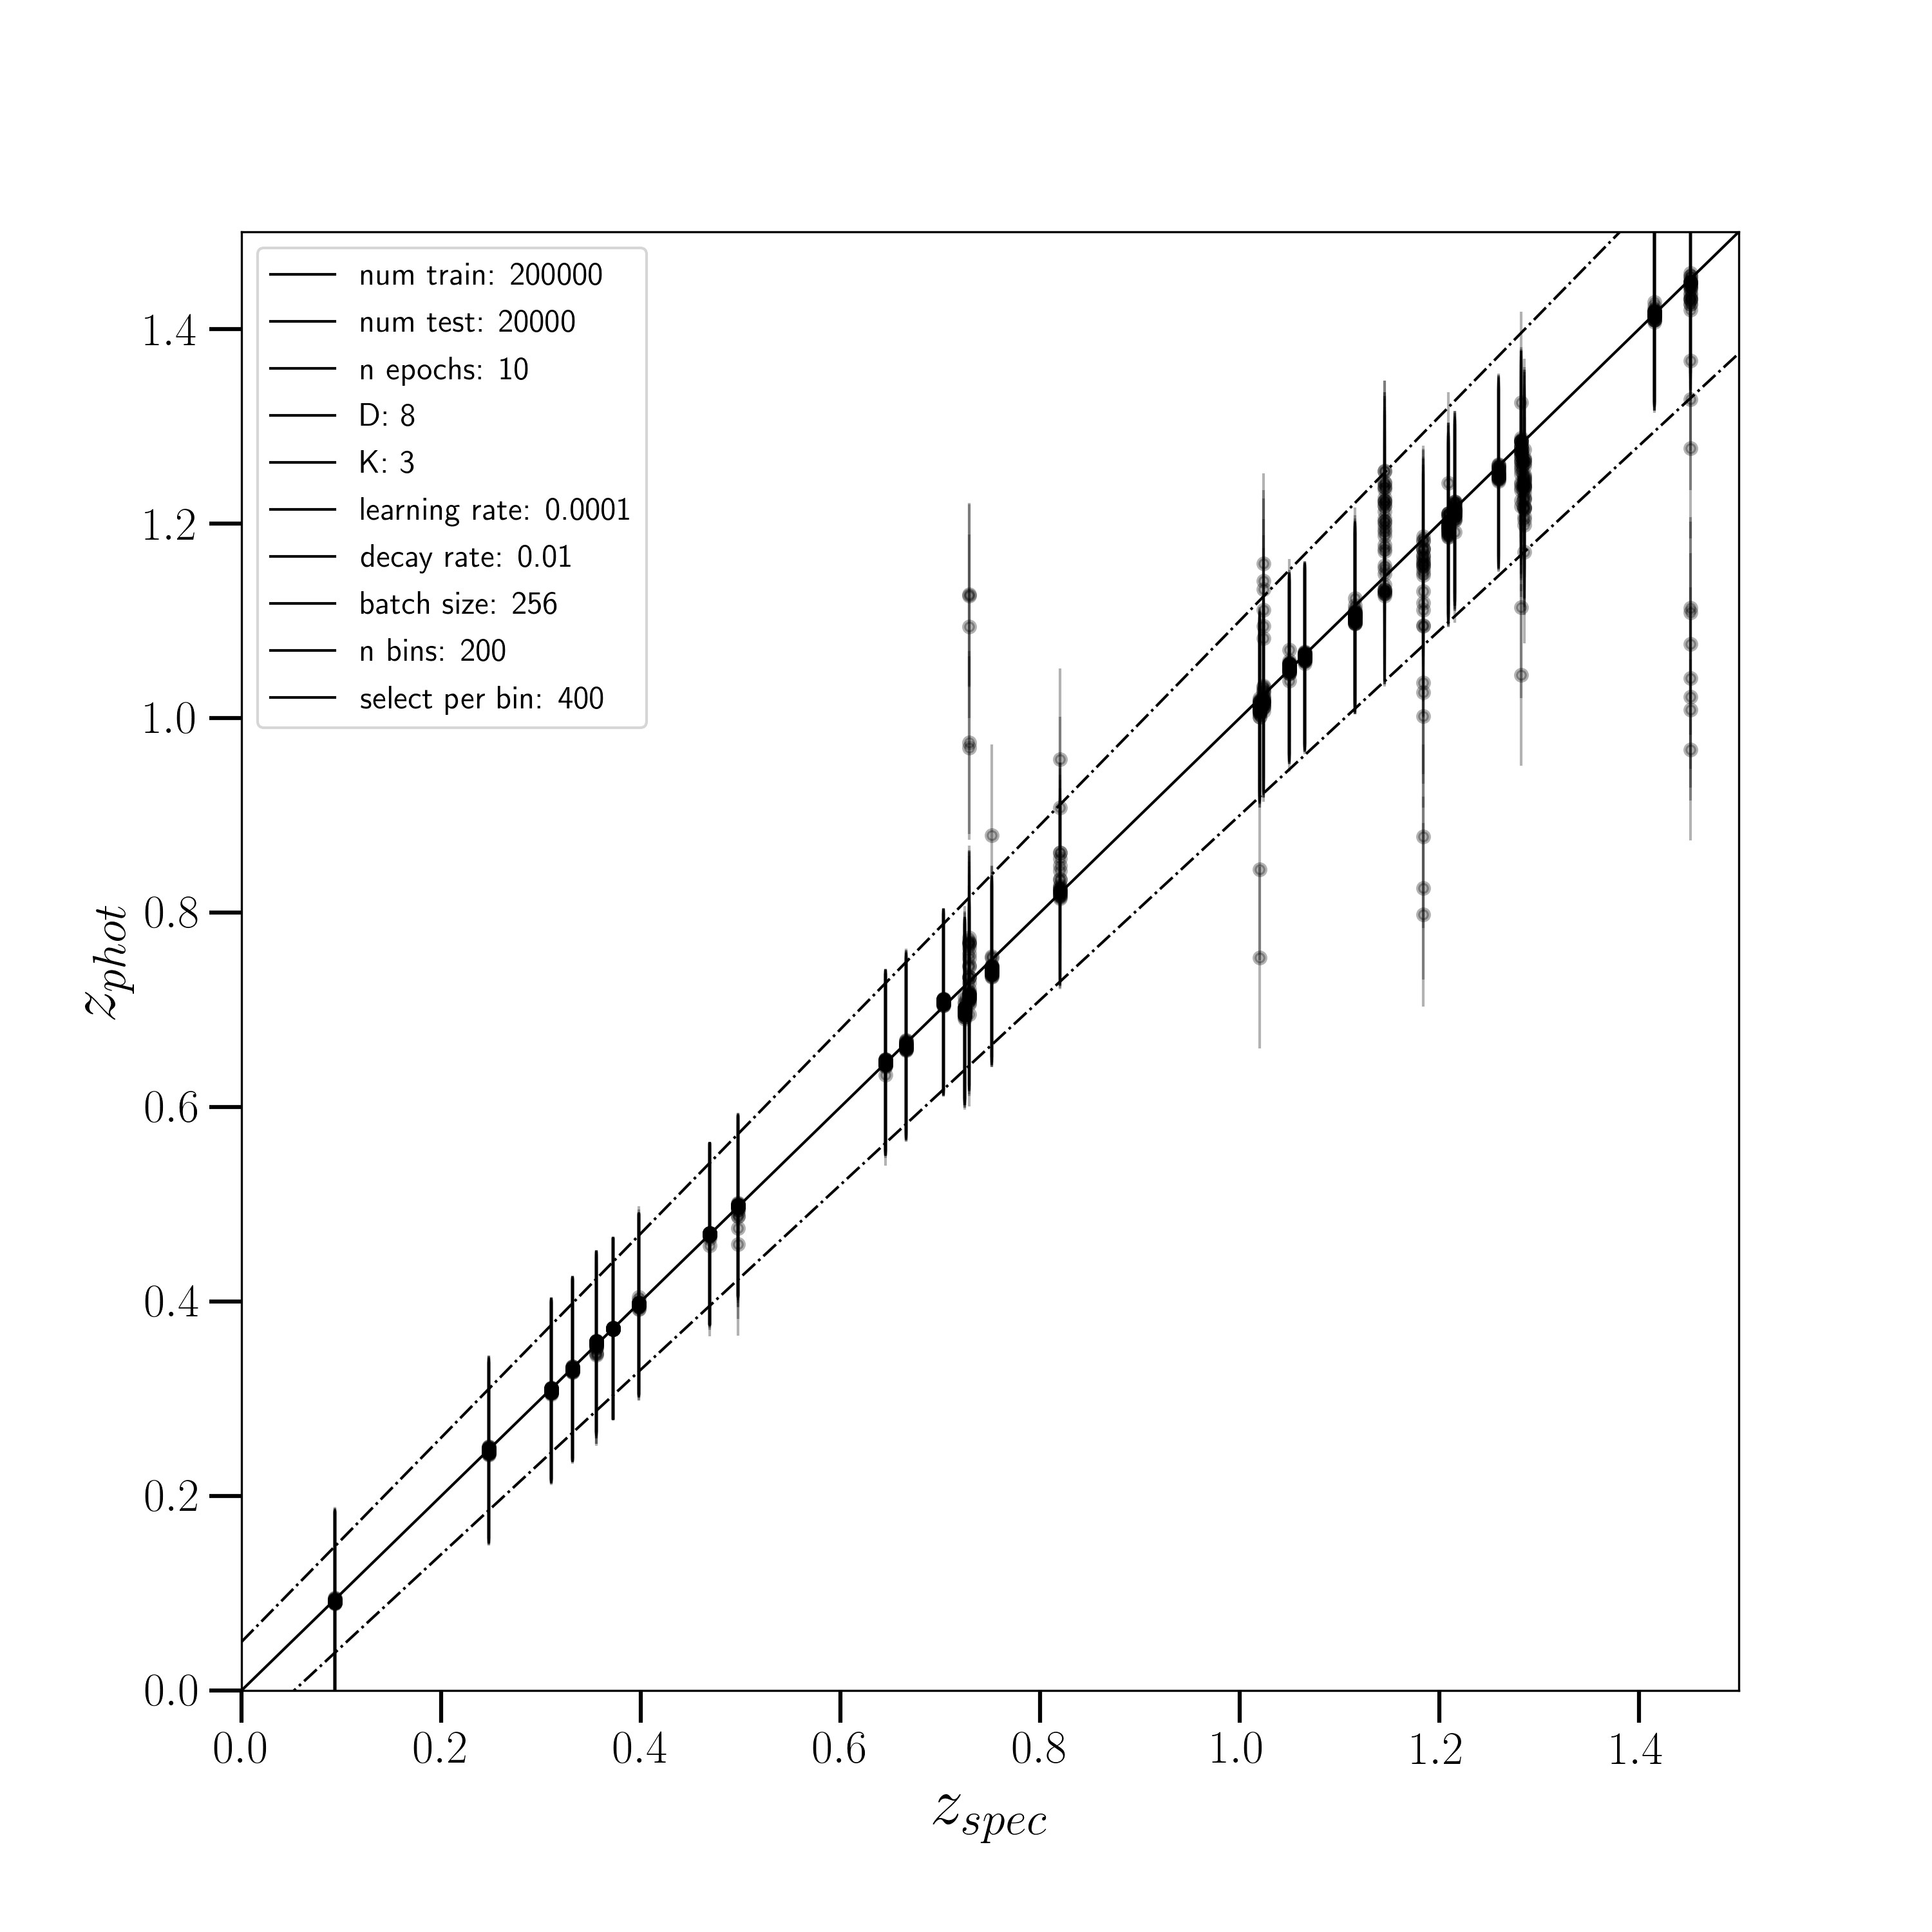 num train: 200000
num test: 20000
n epochs: 10
D: 8
K: 3
learning rate: 0.0001
decay rate: 0.01
batch size: 256
n bins: 200
select per bin: 400
1.4
1.2
1.0
0.8
0.6
0.4
0.2
0.0
z_phot
0.0 0.2 0.4 0.6 0.8 1.0 1.2 1.4
z_spec